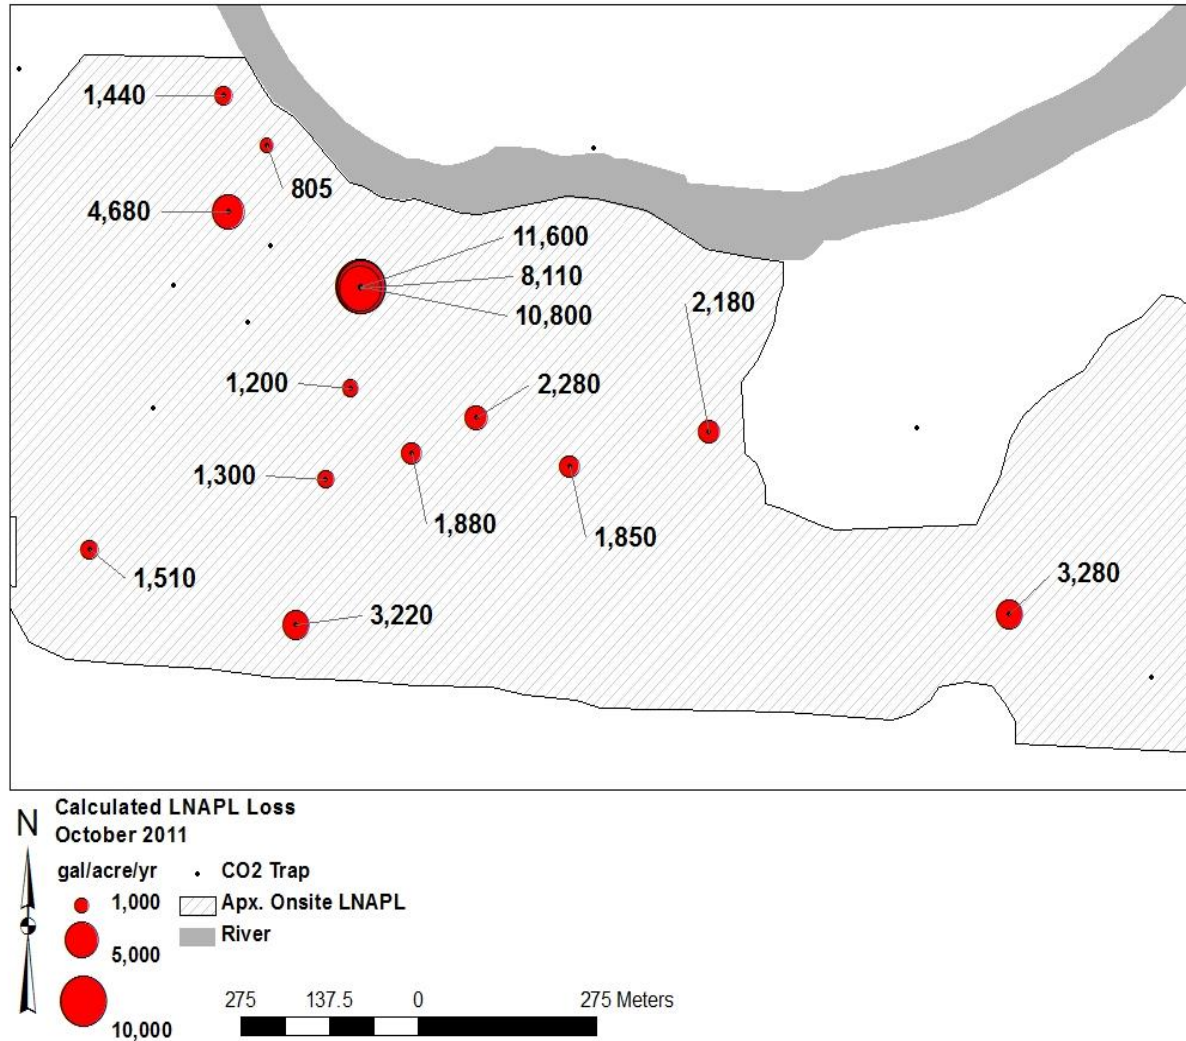 1,440
805
4,680
11,600
8,110
10,800
2,180
1,200
2,280
1,300
1,880
1,850
1,510
3,280
3,220
N
Calculated LNAPL Loss
October 2011
gal/acre/yr
1,000
5,000
10,000
CO2 Trap
Apx. Onsite LNAPL
River
275 137.5 0 275 Meters